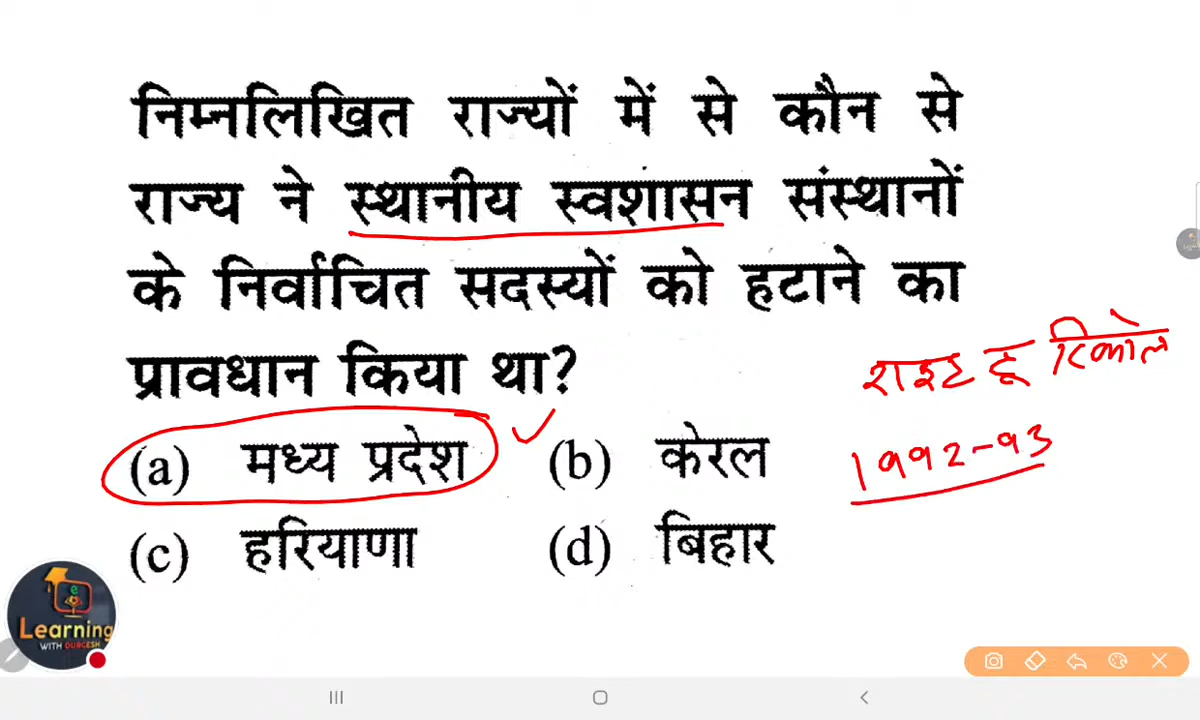 निम्नलिखित राज्यों में से कौन से
राज्य ने स्थानीय स्वशासन संस्थानों
के निर्वाचित सदस्यों को हटाने का
प्रावधान किया था?
(a) मध्य प्रदेश (b) केरल
(c) हरियाणा (d) बिहार
राइट टू रिकॉल
1992-93
e
Learning
WITH DURGESH